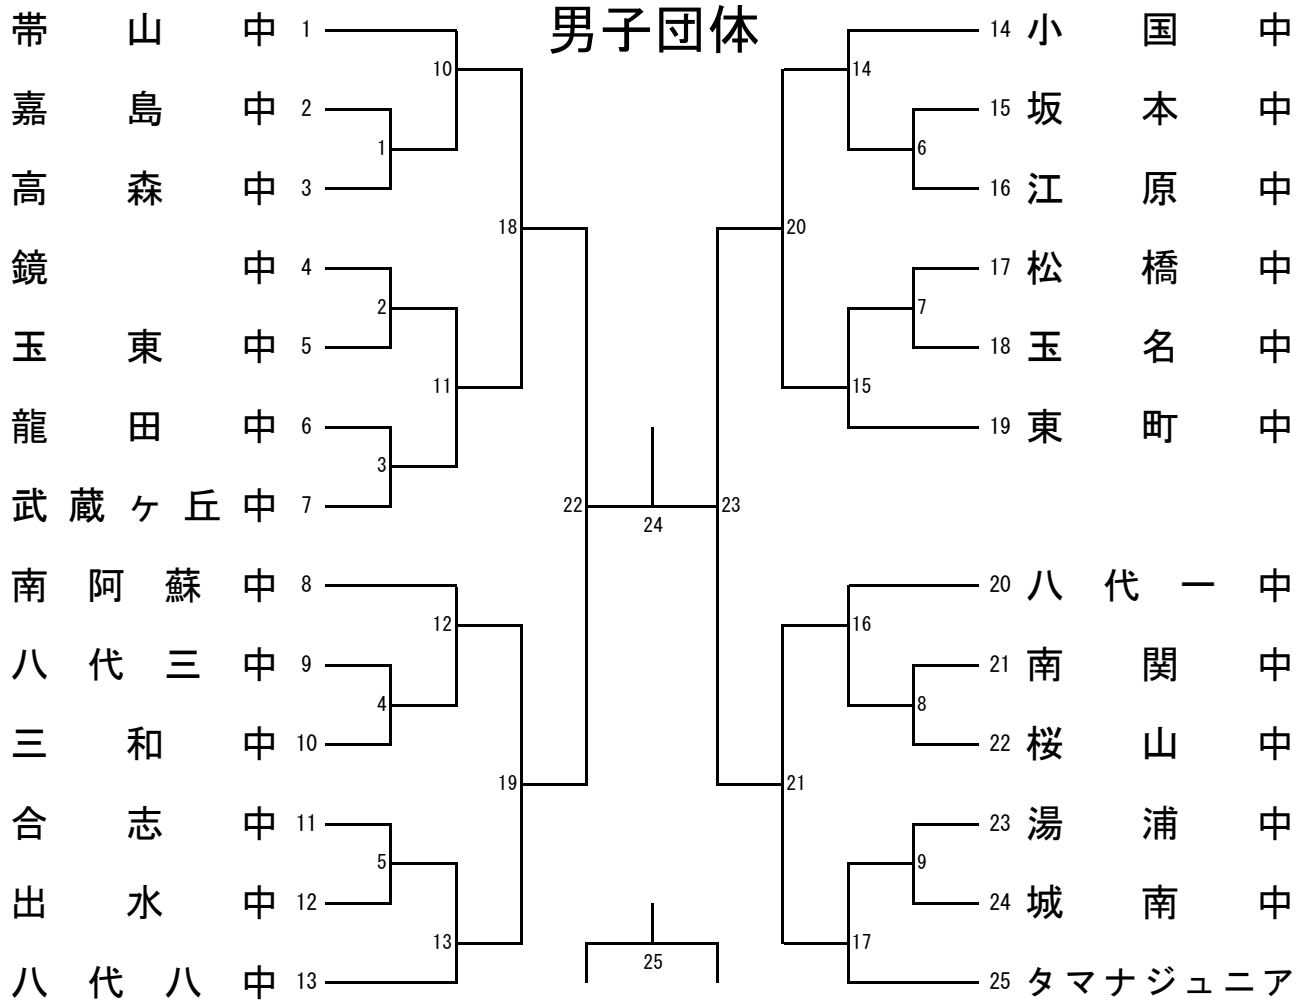 男子団体
帯山中 1
嘉島中 2
高森中 3
鏡中 4
玉東中 5
龍田中 6
武蔵ヶ丘中 7
南阿蘇中 8
八代三中 9
三和中 10
合志中 11
出水中 12
八代八中 13
1
2
3
4
5
10
11
12
13
18
19
22
24
25
23
20
21
14
15
16
17
6
7
8
9
14 小国中
15 坂本中
16 江原中
17 松橋中
18 玉名中
19 東町中
20 八代一中
21 南関中
22 桜山中
23 湯浦中
24 城南中
25 タマナジュニア